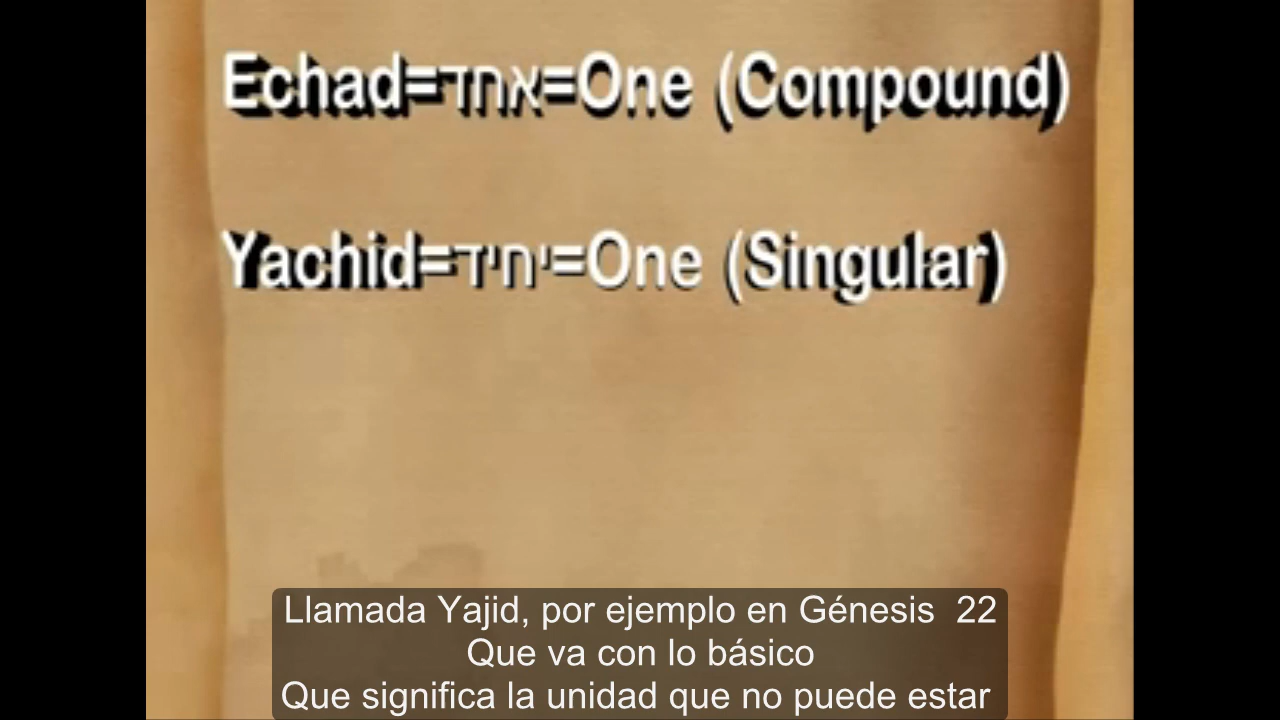 Echad=אחד=One (Compound)
Yachid=יחיד=One (Singular)
Llamada Yajid, por ejemplo en Génesis  22
Que va con lo básico
Que significa la unidad que no puede estar